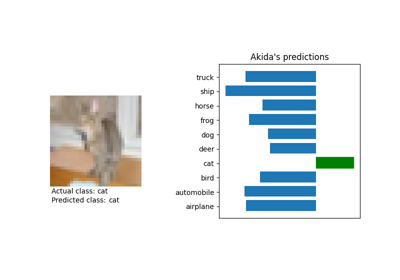 Akida's predictions
truck
ship
horse
frog
dog
deer
cat
bird
automobile
airplane
Actual class: cat
Predicted class: cat